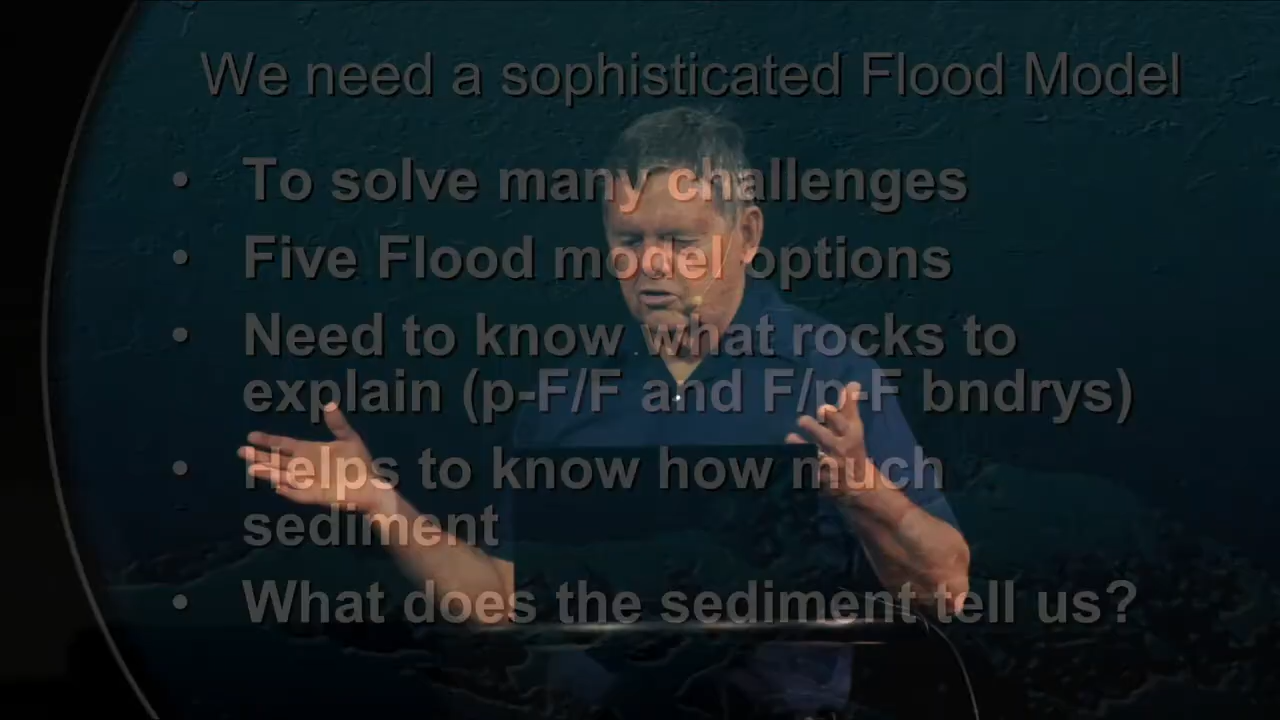 We need a sophisticated Flood Model
• To solve many challenges
• Five Flood model options
• Need to know what rocks to
explain (p-F/F and F/p-F bndrys)
• Helps to know how much
sediment
• What does the sediment tell us?